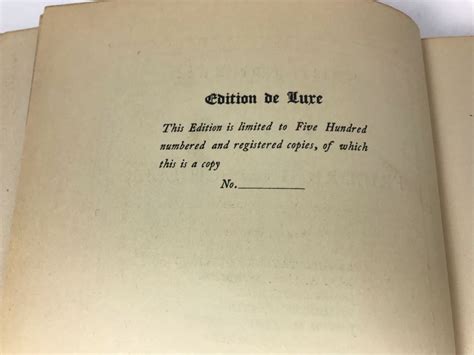 Edition de Luxe
This Edition is limited to Five Hundred
numbered and registered copies, of which
this is a copy
No.__________